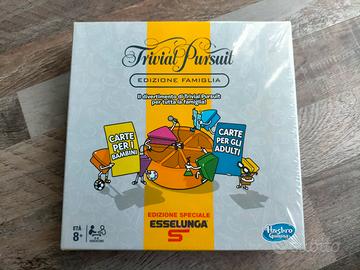 Trivial Pursuit
EDIZIONE FAMIGLIA
Il divertimento di Trivial Pursuit
per tutta la famiglia!
CARTE
PER I
BAMBINI
CARTE
PER GLI
ADULTI
EDIZIONE SPECIALE
ESSELUNGA
S
ETÀ
8+
Hasbro
Gaming
subito